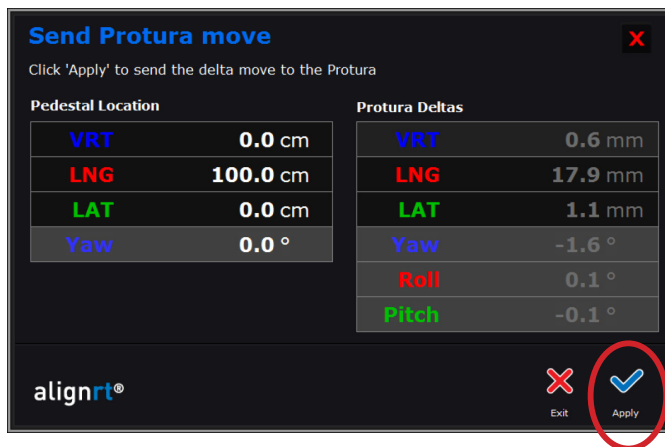 Send Protura move
X
Click 'Apply' to send the delta move to the Protura
Pedestal Location
VRT 0.0 cm
LNG 100.0 cm
LAT 0.0 cm
Yaw 0.0 °
Protura Deltas
VRT 0.6 mm
LNG 17.9 mm
LAT 1.1 mm
Yaw -1.6 °
Roll 0.1 °
Pitch -0.1 °
alignrt®
Exit
Apply